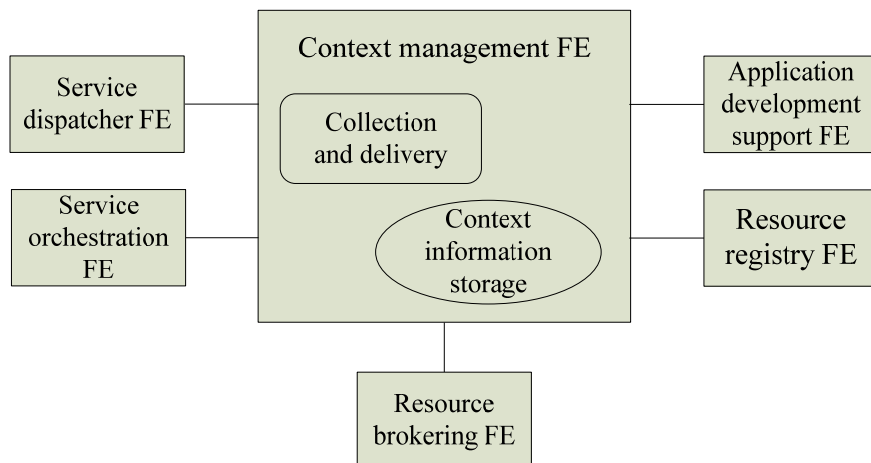 Context management FE
Service
dispatcher FE
Collection
and delivery
Application
development
support FE
Service
orchestration
FE
Context
information
storage
Resource
registry FE
Resource
brokering FE